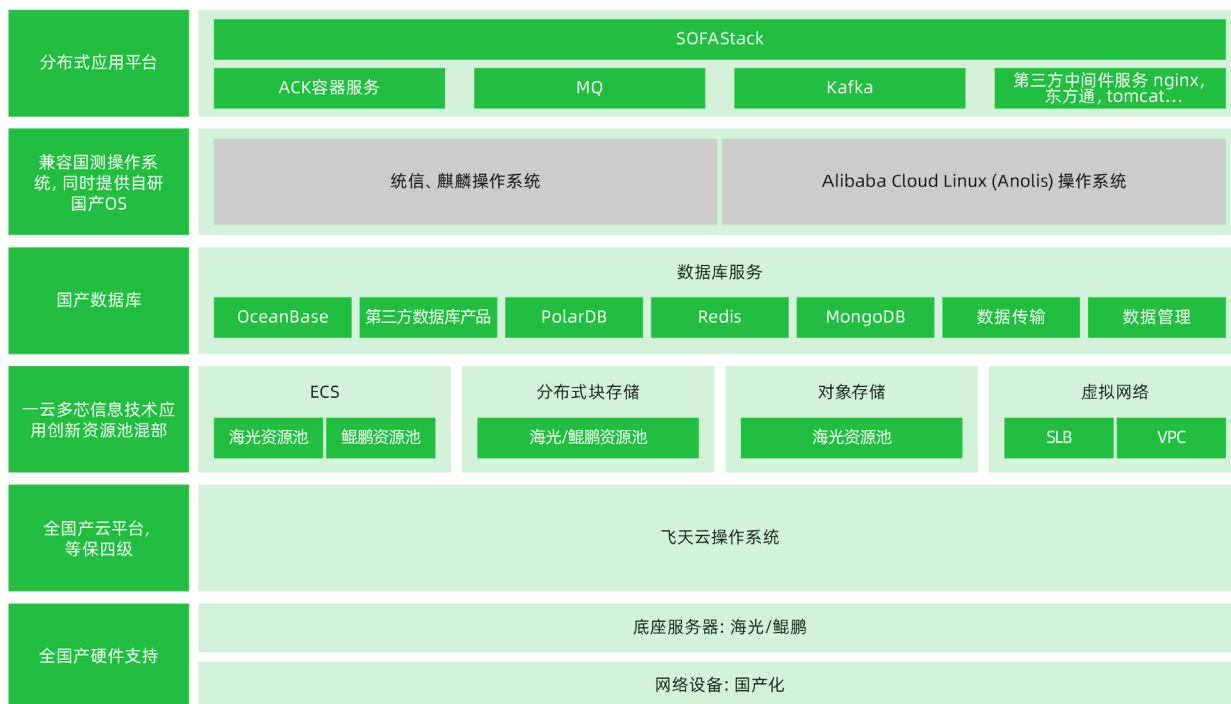 分布式应用平台
SOFAStack
ACK容器服务
MQ
Kafka
第三方中间件服务 nginx,
东方通, tomcat...
兼容国测操作系
统, 同时提供自研
国产OS
统信、麒麟操作系统
Alibaba Cloud Linux (Anolis) 操作系统
国产数据库
数据库服务
OceanBase
第三方数据库产品
PolarDB
Redis
MongoDB
数据传输
数据管理
一云多芯信息技术应
用创新资源池混部
ECS
海光资源池
鲲鹏资源池
分布式块存储
海光/鲲鹏资源池
对象存储
海光资源池
虚拟网络
SLB
VPC
全国产云平台,
等保四级
飞天云操作系统
全国产硬件支持
底座服务器: 海光/鲲鹏
网络设备: 国产化